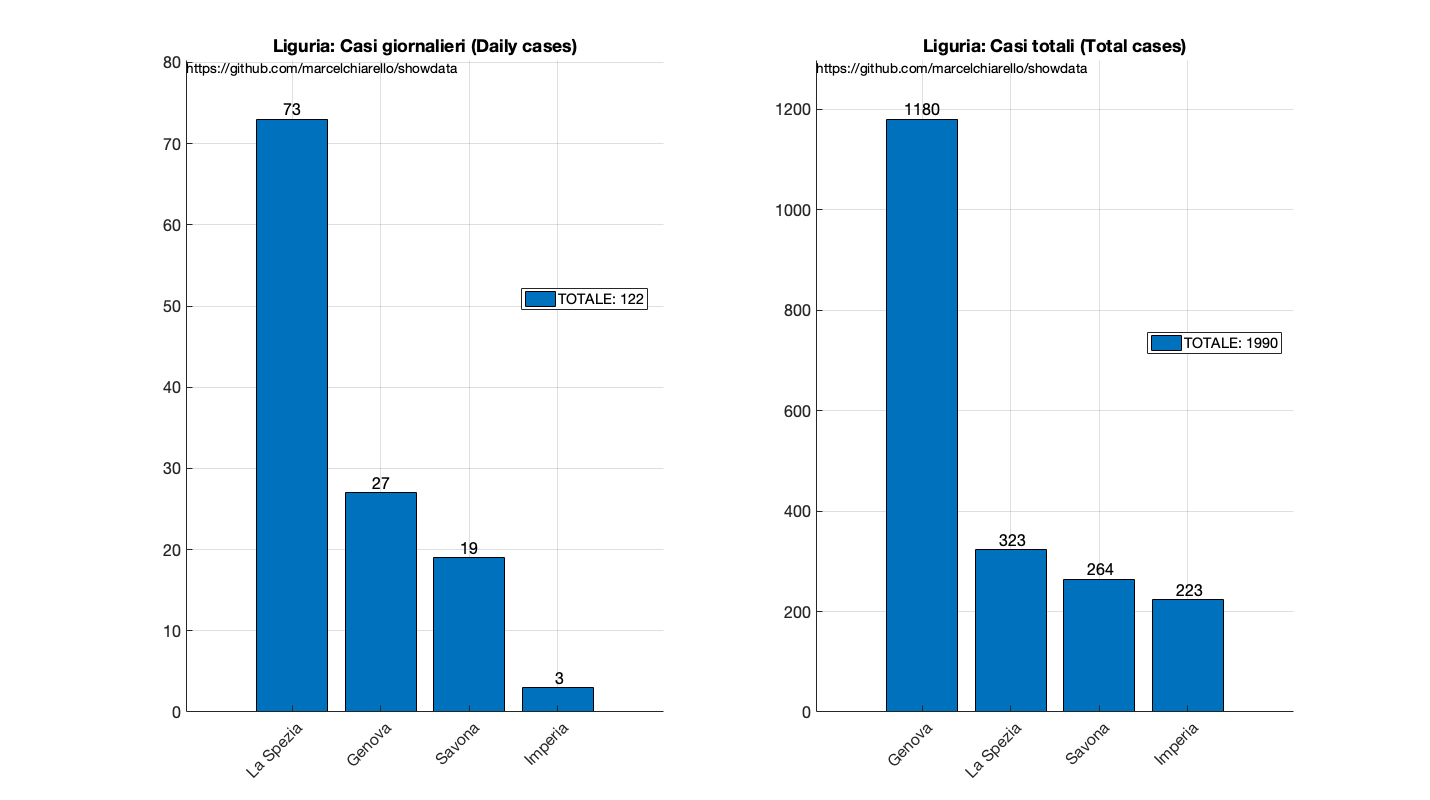 Liguria: Casi giornalieri (Daily cases)
https://github.com/marcelchiarello/showdata
80
70
60
50
40
30
20
10
0
73
27
19
3
TOTALE: 122
La Spezia
Genova
Savona
Imperia
Liguria: Casi totali (Total cases)
https://github.com/marcelchiarello/showdata
1200
1000
800
600
400
200
0
1180
323
264
223
TOTALE: 1990
Genova
La Spezia
Savona
Imperia